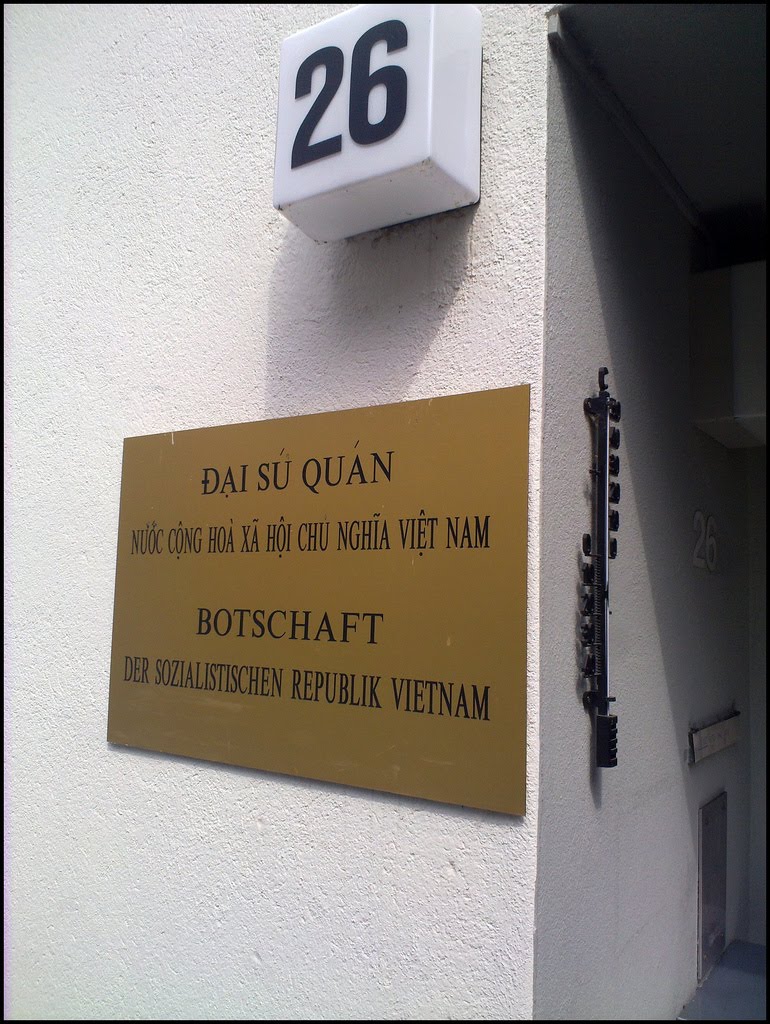 26
ĐẠI SỨ QUÁN
NƯỚC CỘNG HOÀ XÃ HỘI CHỦ NGHĨA VIỆT NAM
BOTSCHAFT
DER SOZIALISTISCHEN REPUBLIK VIETNAM
26